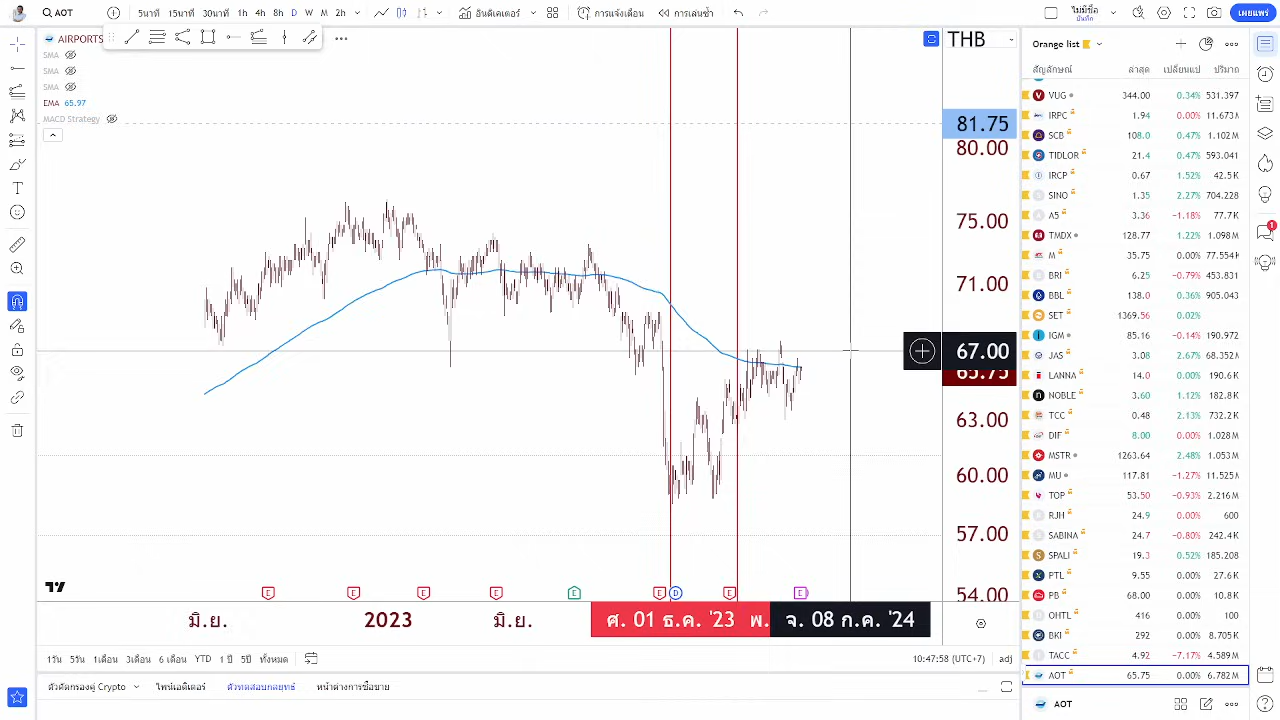 AOT 5นาที 15นาที 30นาที 1h 4h 8h D W M 2h อินดิเคเตอร์ การแจ้งเตือน การเล่นซ้ำ ไม่มีชื่อ บันทึก เผยแพร่
AIRPORTS
SMA
SMA
SMA
EMA 65.97
MACD Strategy
THB
81.75
80.00
75.00
71.00
67.00
65.75
63.00
60.00
57.00
54.00
E E E E E E D E E
มิ.ย. 2023 มิ.ย. ศ. 01 ธ.ค. '23 พ. จ. 08 ก.ค. '24
1วัน 5วัน 1เดือน 3เดือน 6 เดือน YTD 1 ปี 5ปี ทั้งหมด 10:47:58 (UTC+7) adj
ตัวคัดกรองคู่ Crypto ไพน์เอดิเตอร์ ตัวทดสอบกลยุทธ์ หน้าต่างการซื้อขาย
Orange list
สัญลักษณ์ ล่าสุด เปลี่ยนแป ปริมาณ
VUG 344.00 0.34% 531.397
IRPC 1.94 0.00% 11.673M
SCB 108.0 0.47% 1.102M
TIDLOR 21.4 0.47% 593.041
IRCP 0.67 1.52% 42.5K
SINO 1.35 2.27% 704.228
A5 3.36 −1.18% 77.7K
TMDX 128.77 1.22% 1.098M
M 35.75 0.00% 77.554K
BRI 6.25 −0.79% 453.831
BBL 138.0 0.36% 905.043
SET 1369.56 0.02%
IGM 85.16 −0.14% 190.972
JAS 3.08 2.67% 68.352M
LANNA 14.0 0.00% 190.6K
NOBLE 3.60 1.12% 182.8K
TCC 0.48 2.13% 732.2K
DIF 8.00 0.00% 1.028M
MSTR 1263.64 2.48% 1.053M
MU 117.81 −1.27% 11.525M
TOP 53.50 −0.93% 2.216M
RJH 24.9 0.00% 600
SABINA 24.7 −0.80% 242.4K
SPALI 19.3 0.52% 185.208
PTL 9.55 0.00% 27.6K
PB 68.00 0.00% 10.8K
OHTL 416 0.00% 100
BKI 292 0.00% 8.705K
TACC 4.92 −7.17% 4.589M
AOT 65.75 0.00% 6.782M
AOT
1